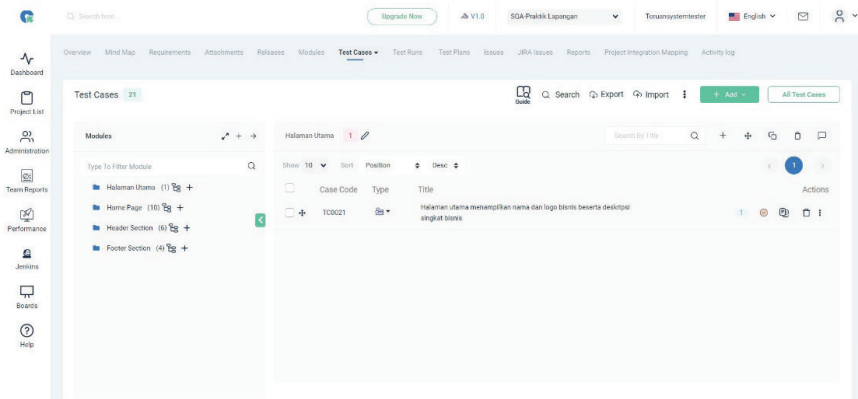 Search here...
Upgrade Now
V1.0
SQA-Praktik Lapangan
Toruansystemtester
English
Overview Mind Map Requirements Attachments Releases Modules Test Cases Test Runs Test Plans Issues JIRA Issues Reports Project Integration Mapping Activity log
Dashboard
Project List
Administration
Team Reports
Performance
Jenkins
Boards
Help
Test Cases 21
Guide
Search
Export
Import
+ Add
All Test Cases
Modules
Type To Filter Module
Halaman Utama (1)
Home Page (10)
Header Section (6)
Footer Section (4)
Halaman Utama 1
Search By Title
Show 10 Sort Position Desc
1
Case Code Type Title Actions
TC0021 Halaman utama menampilkan nama dan logo bisnis beserta deskripsi
singkat bisnis
1